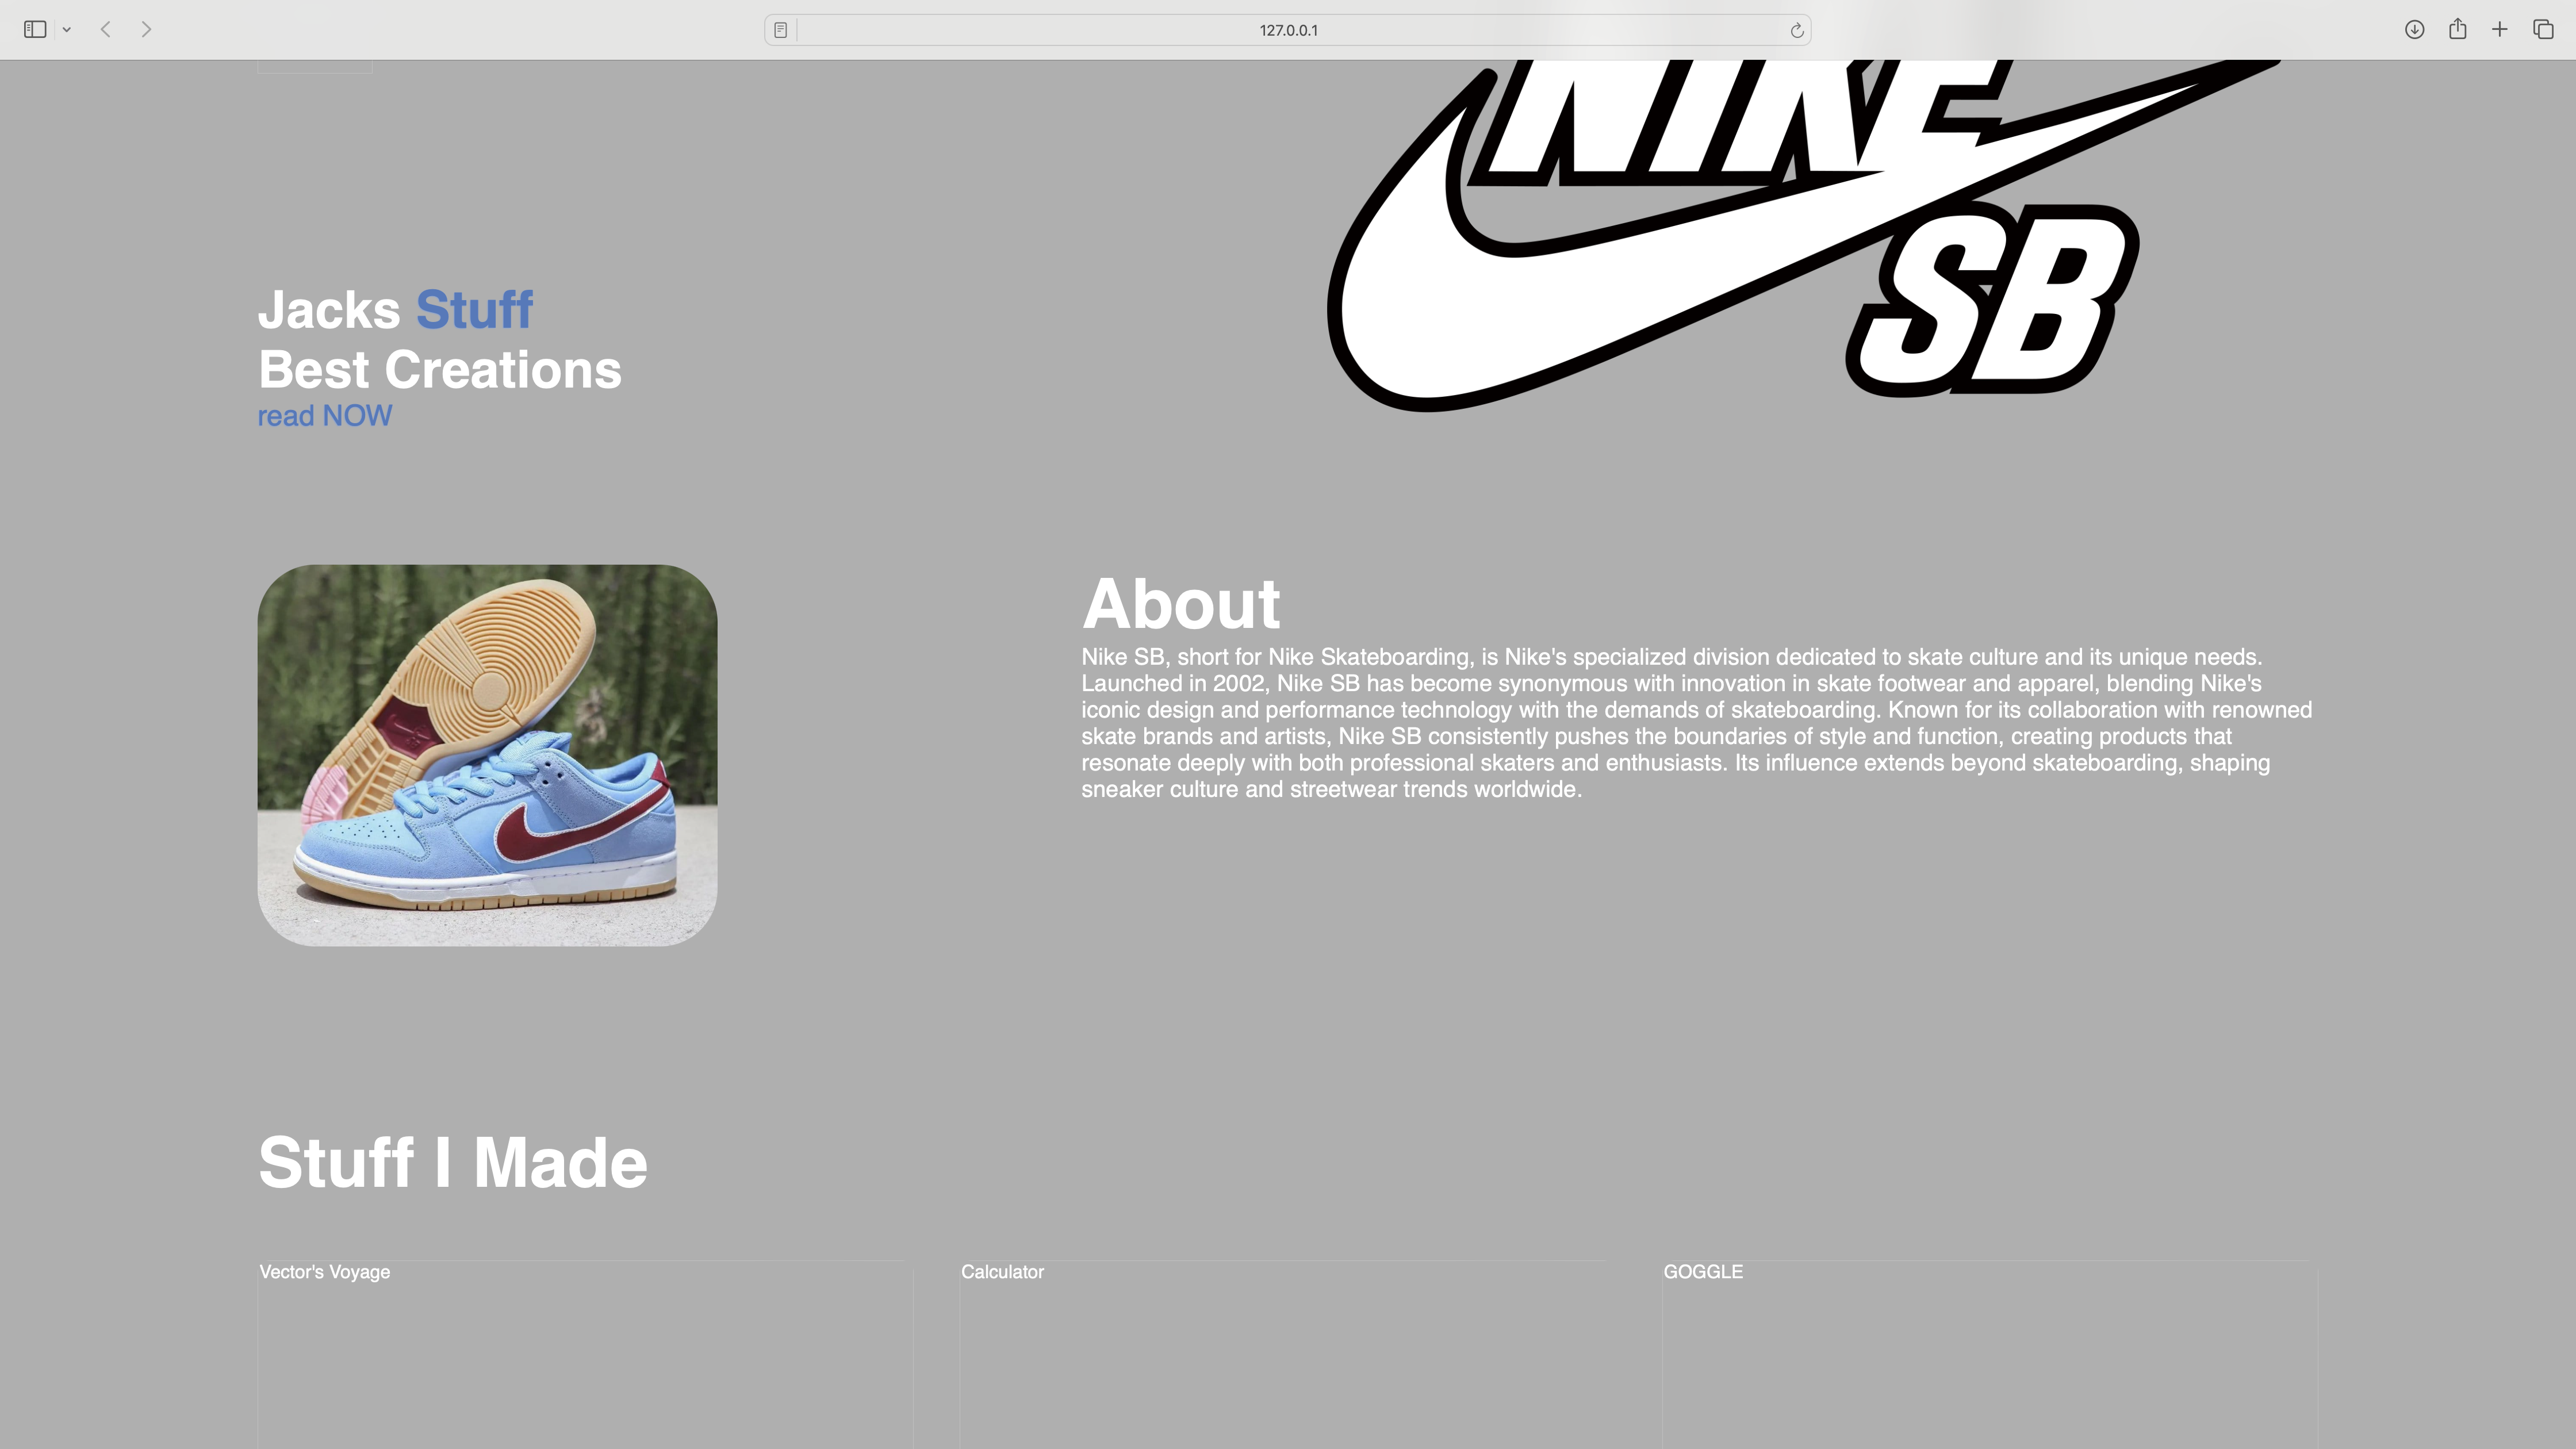 127.0.0.1
NIKE
SB
Jacks Stuff
Best Creations
read NOW
About
Nike SB, short for Nike Skateboarding, is Nike's specialized division dedicated to skate culture and its unique needs.
Launched in 2002, Nike SB has become synonymous with innovation in skate footwear and apparel, blending Nike's
iconic design and performance technology with the demands of skateboarding. Known for its collaboration with renowned
skate brands and artists, Nike SB consistently pushes the boundaries of style and function, creating products that
resonate deeply with both professional skaters and enthusiasts. Its influence extends beyond skateboarding, shaping
sneaker culture and streetwear trends worldwide.
Stuff I Made
Vector's Voyage
Calculator
GOGGLE